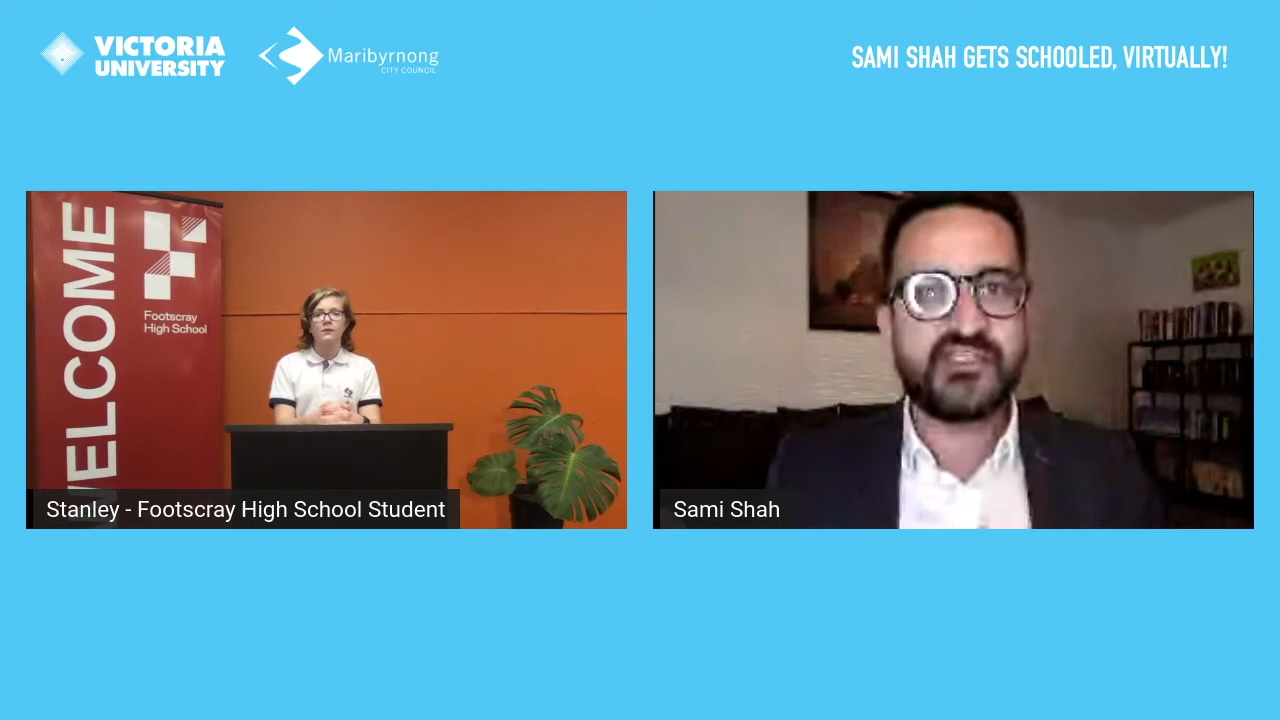 VICTORIA
UNIVERSITY
Maribyrnong
CITY COUNCIL
SAMI SHAH GETS SCHOOLED, VIRTUALLY!
WELCOME
Footscray
High School
Stanley - Footscray High School Student
Sami Shah